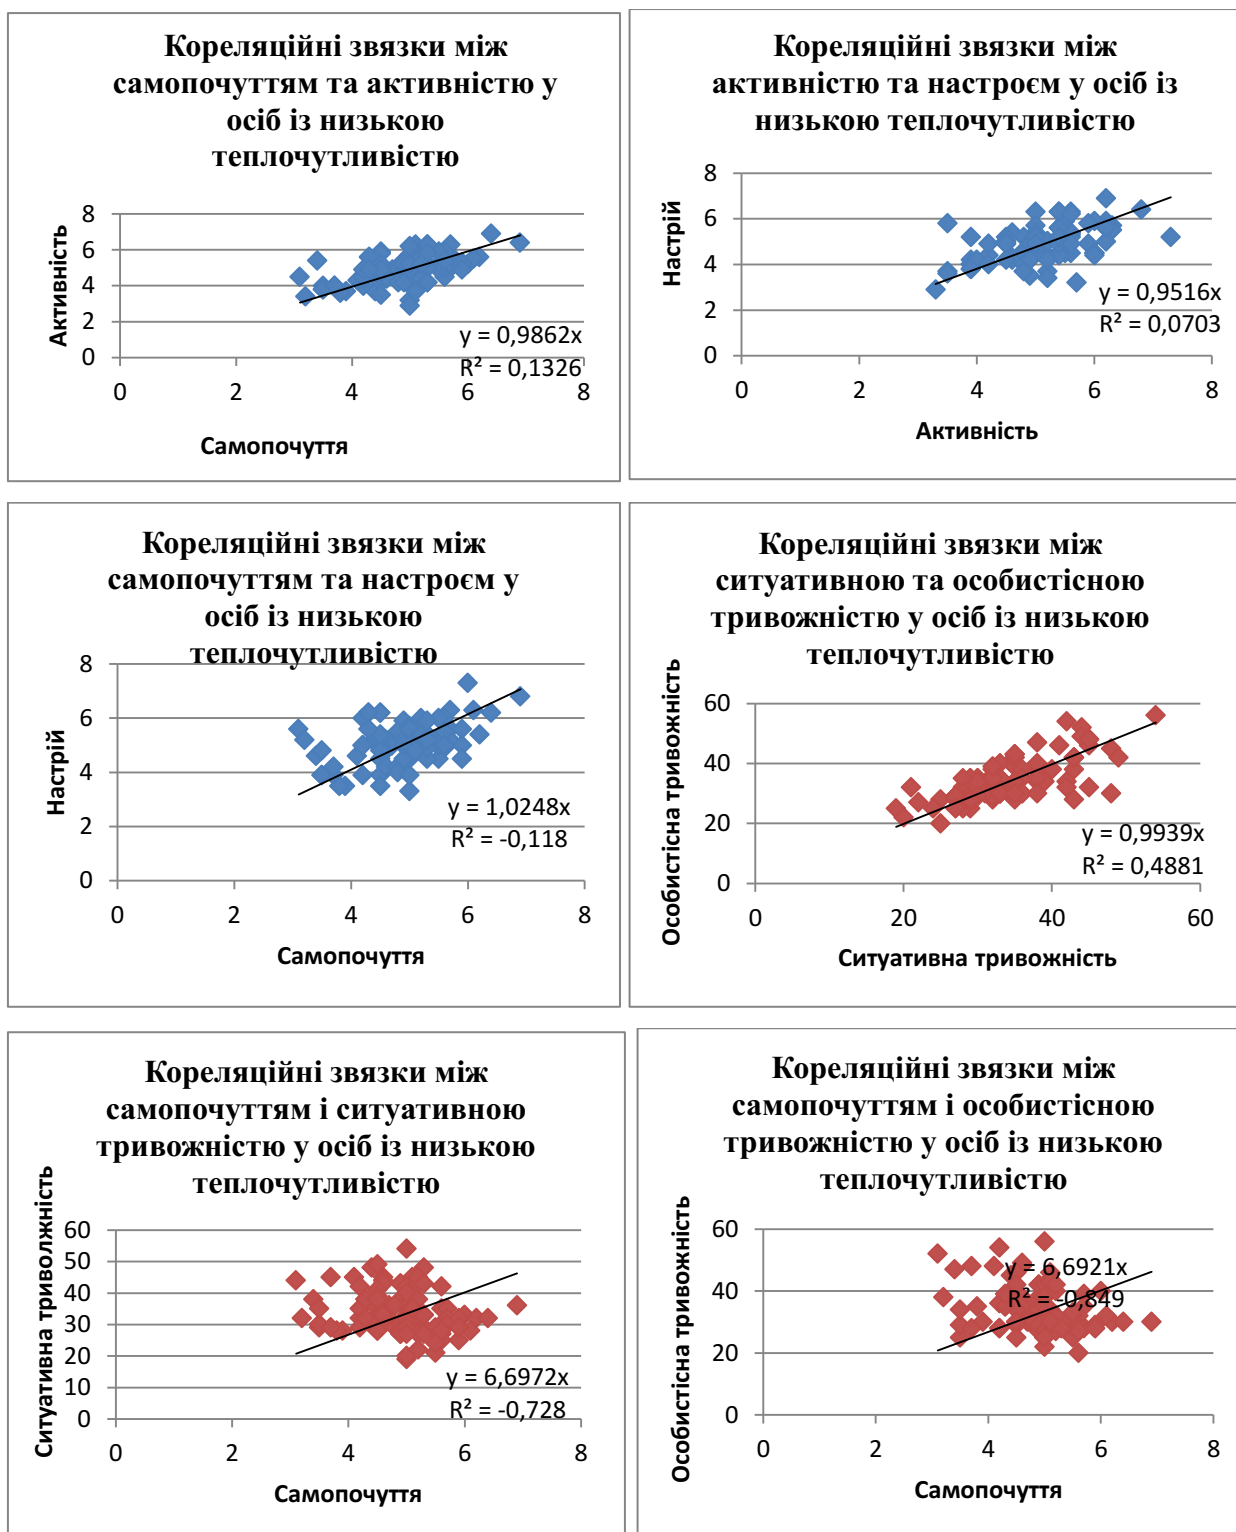 Кореляційні звязки між
самопочуттям та активністю у
осіб із низькою
теплочутливістю
Активність
8
6
4
2
0
y = 0,9862x
R² = 0,1326
0 2 4 6 8
Самопочуття
Кореляційні звязки між
активністю та настроєм у осіб із
низькою теплочутливістю
Настрій
8
6
4
2
0
y = 0,9516x
R² = 0,0703
0 2 4 6 8
Активність
Кореляційні звязки між
самопочуттям та настроєм у
осіб із низькою
теплочутливістю
Настрій
8
6
4
2
0
y = 1,0248x
R² = -0,118
0 2 4 6 8
Самопочуття
Кореляційні звязки між
ситуативною та особистісною
тривожністю у осіб із низькою
теплочутливістю
Особистісна тривожність
60
40
20
0
y = 0,9939x
R² = 0,4881
0 20 40 60
Ситуативна тривожність
Кореляційні звязки між
самопочуттям і ситуативною
тривожністю у осіб із низькою
теплочутливістю
Ситуативна триволжність
60
50
40
30
20
10
0
y = 6,6972x
R² = -0,728
0 2 4 6 8
Самопочуття
Кореляційні звязки між
самопочуттям і особистісною
тривожністю у осіб із низькою
теплочутливістю
Особистісна тривожність
60
40
20
0
y = 6,6921x
R² = -0,849
0 2 4 6 8
Самопочуття